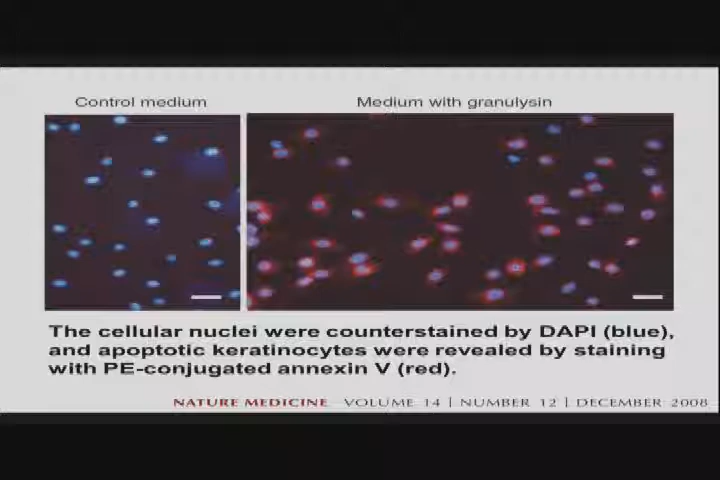 Control medium
Medium with granulysin
The cellular nuclei were counterstained by DAPI (blue),
and apoptotic keratinocytes were revealed by staining
with PE-conjugated annexin V (red).
NATURE MEDICINE VOLUME 14 | NUMBER 12 | DECEMBER 2008